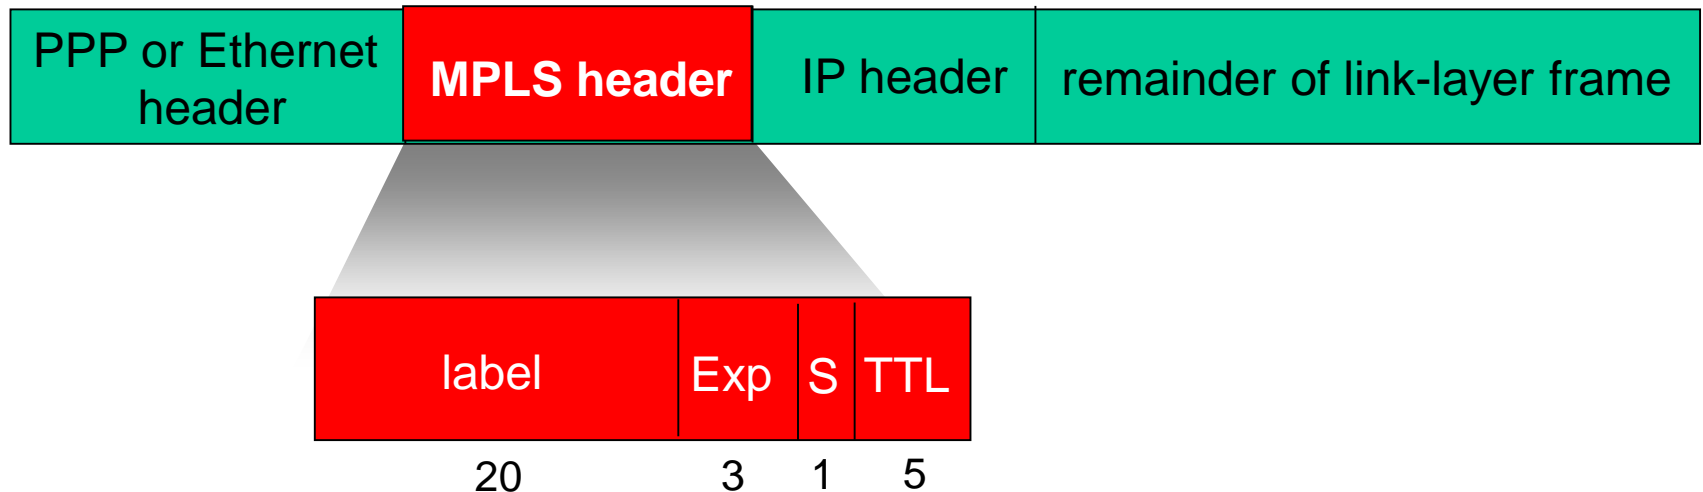 PPP or Ethernet
header
MPLS header
IP header
remainder of link-layer frame
label
Exp
S
TTL
20
3
1
5